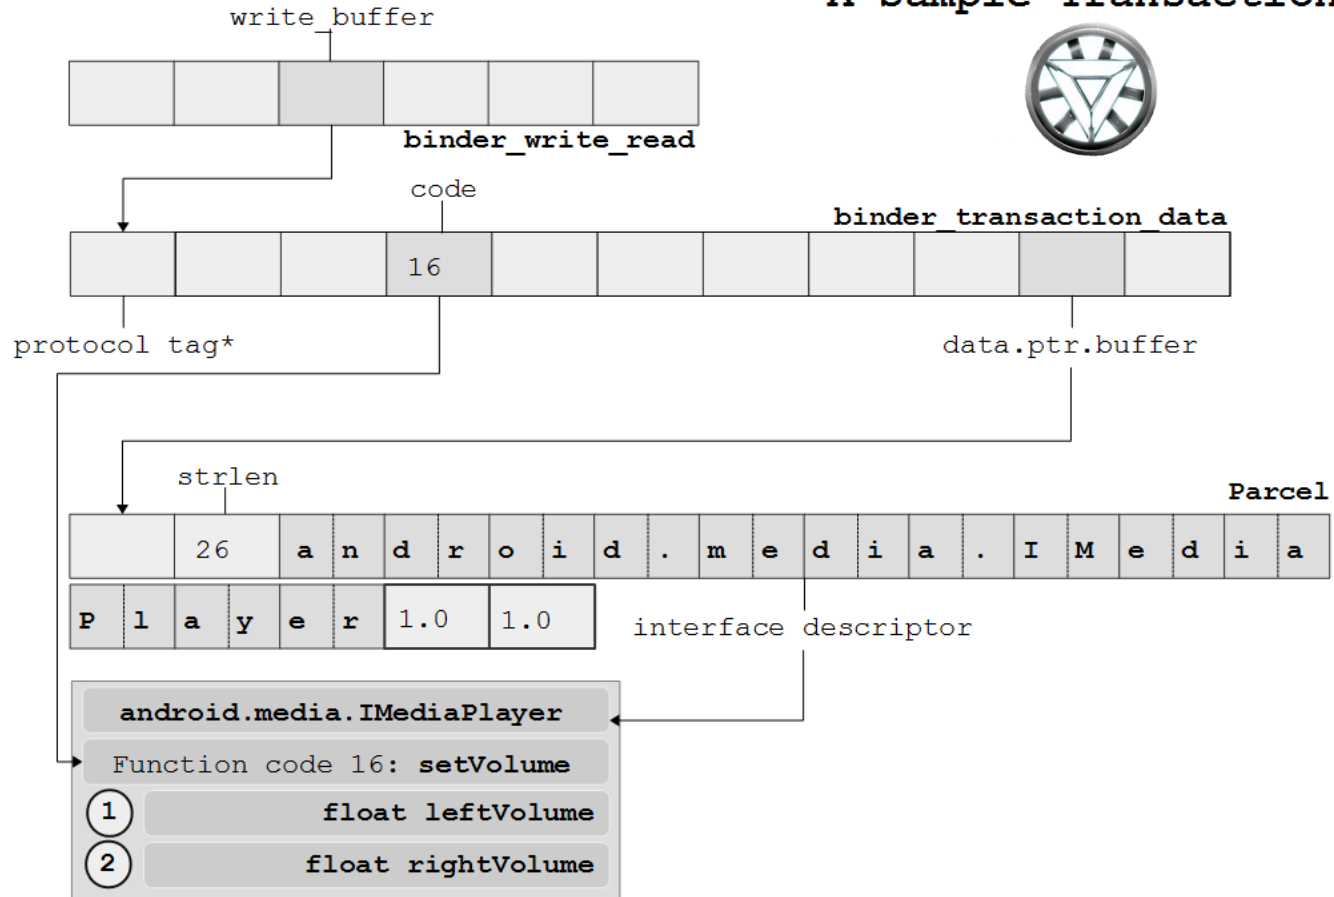 A Sample Transaction
write_buffer
binder_write_read
code
binder_transaction_data
16
protocol tag*
data.ptr.buffer
strlen
Parcel
26 a n d r o i d . m e d i a . I M e d i a
P l a y e r 1.0 1.0
interface descriptor
android.media.IMediaPlayer
Function code 16: setVolume
1 float leftVolume
2 float rightVolume